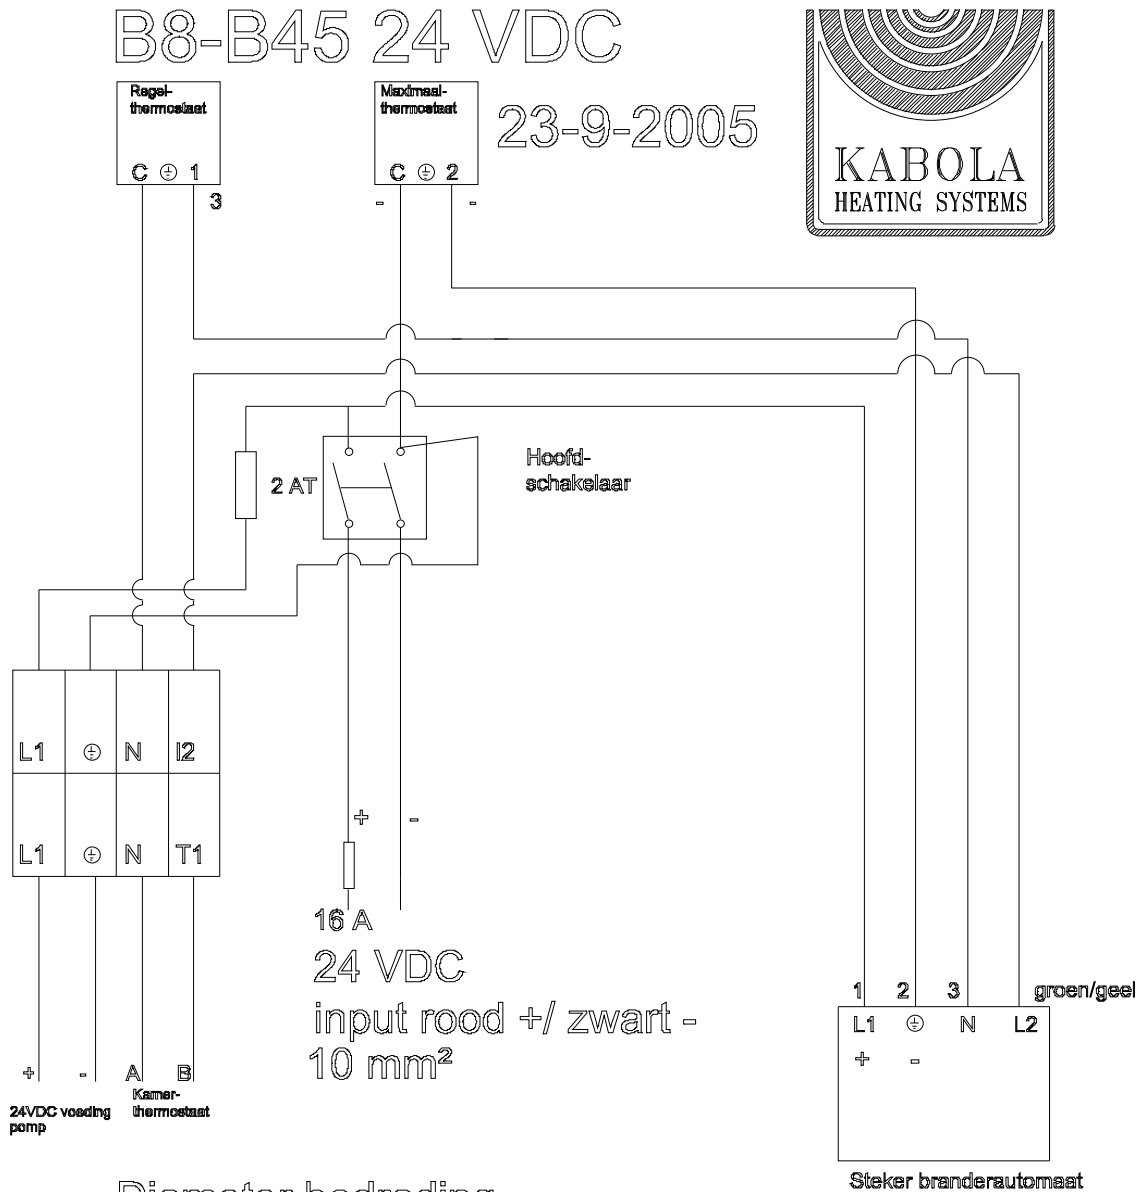 B8-B45 24 VDC
Regel-
thermostaat
C 1
3
Maximaal-
thermostaat
C 2
- -
23-9-2005
KABOLA
HEATING SYSTEMS
2 AT
Hoofd-
schakelaar
L1 N I2
L1 N T1
+ -
16 A
24 VDC
input rood +/ zwart -
10 mm²
+ - A B
24VDC voeding
pomp
Kamer-
thermostaat
1 2 3 groen/geel
L1 N L2
+ -
Steker branderautomaat
Diameter bedrading